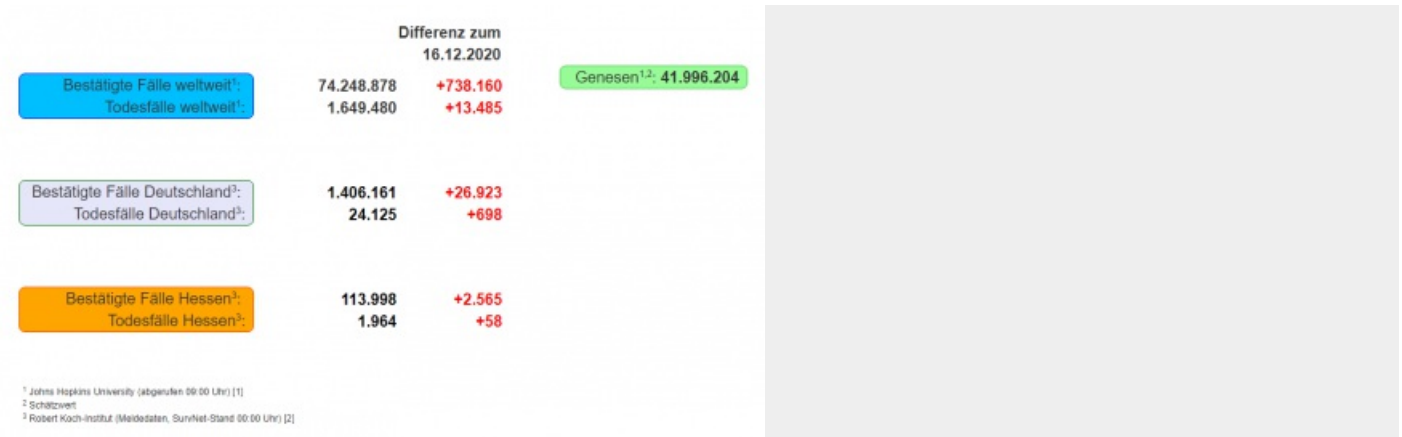 Differenz zum
16.12.2020
Genesen¹,²: 41.996.204
Bestätigte Fälle weltweit¹: 74.248.878 +738.160
Todesfälle weltweit¹: 1.649.480 +13.485
Bestätigte Fälle Deutschland³: 1.406.161 +26.923
Todesfälle Deutschland³: 24.125 +698
Bestätigte Fälle Hessen³: 113.998 +2.565
Todesfälle Hessen³: 1.964 +58
¹ Johns Hopkins University (abgerufen 09:00 Uhr) [1]
² Schätzwert
³ Robert Koch-Institut (Meldedaten, SurvNet-Stand 00:00 Uhr) [2]